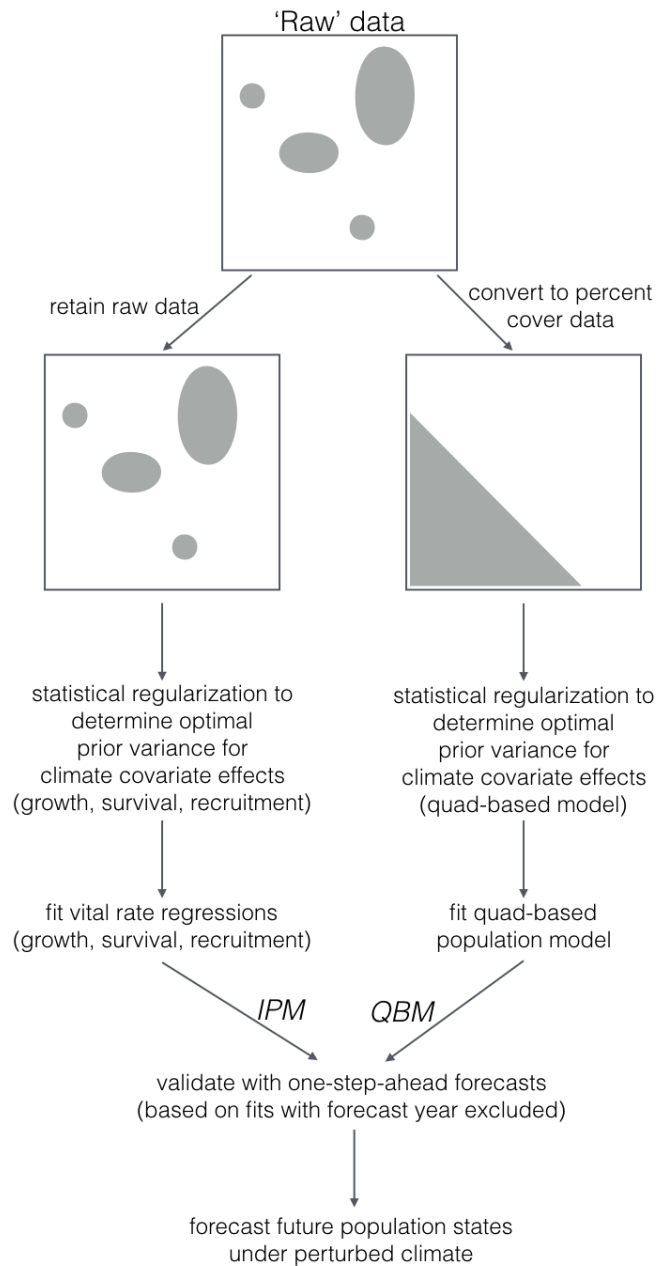 ‘Raw’ data
retain raw data
convert to percent
cover data
statistical regularization to
determine optimal
prior variance for
climate covariate effects
(growth, survival, recruitment)
statistical regularization to
determine optimal
prior variance for
climate covariate effects
(quad-based model)
fit vital rate regressions
(growth, survival, recruitment)
fit quad-based
population model
IPM
QBM
validate with one-step-ahead forecasts
(based on fits with forecast year excluded)
forecast future population states
under perturbed climate